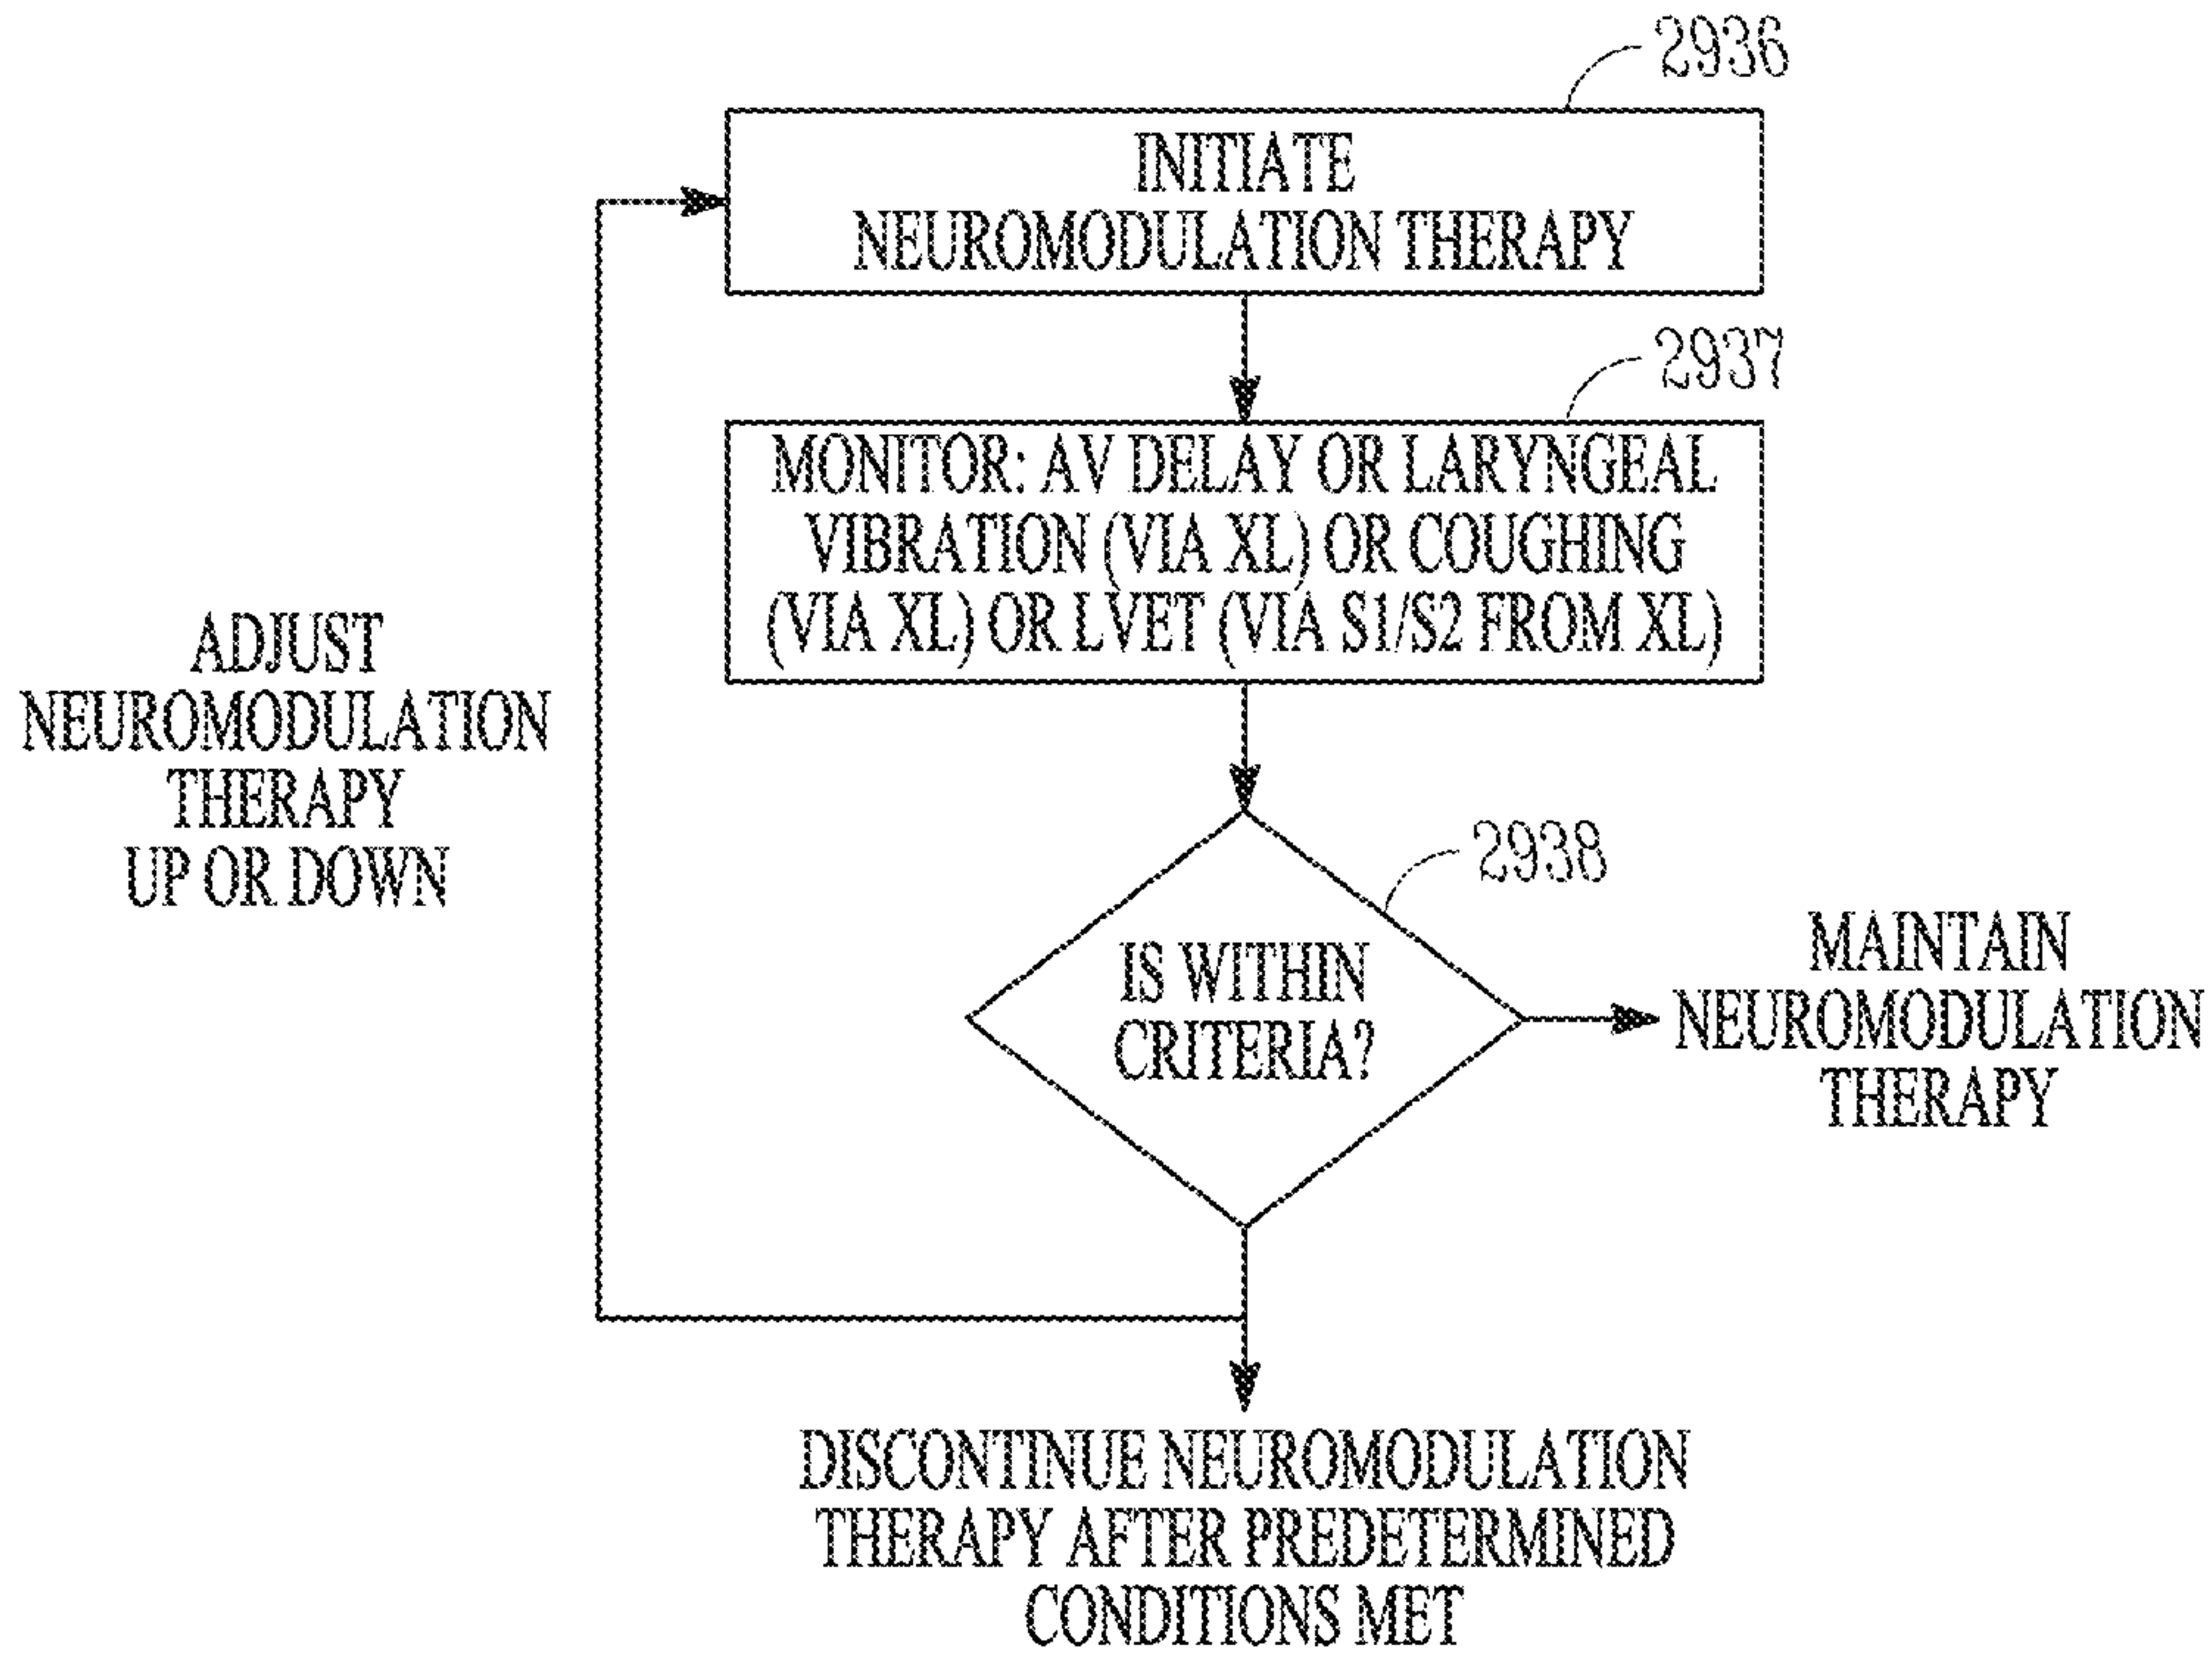 2936
INITIATE
NEUROMODULATION THERAPY
2937
MONITOR: AV DELAY OR LARYNGEAL
VIBRATION (VIA XL) OR COUGHING
(VIA XL) OR LVET (VIA S1/S2 FROM XL)
ADJUST
NEUROMODULATION
THERAPY
UP OR DOWN
2938
IS WITHIN
CRITERIA?
MAINTAIN
NEUROMODULATION
THERAPY
DISCONTINUE NEUROMODULATION
THERAPY AFTER PREDETERMINED
CONDITIONS MET